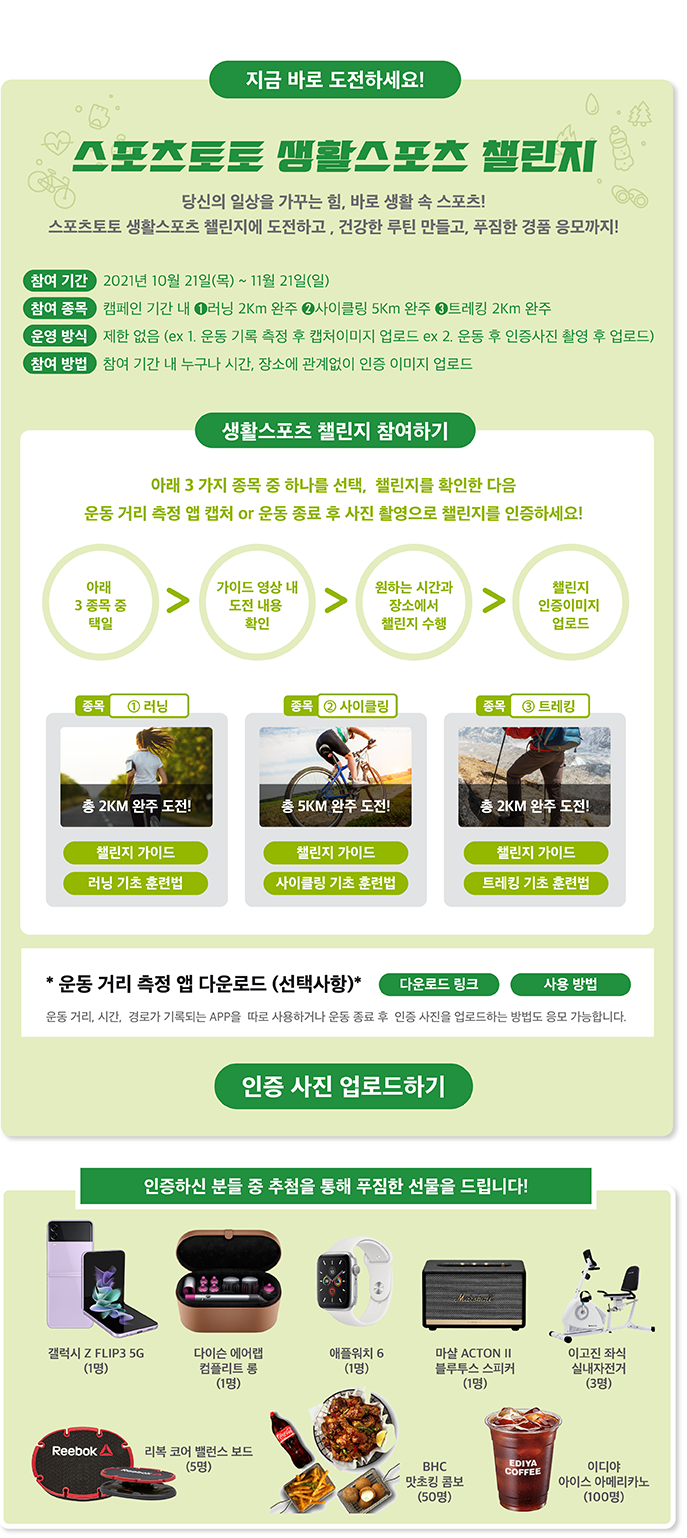 지금 바로 도전하세요!
스포츠토토 생활스포츠 챌린지
당신의 일상을 가꾸는 힘, 바로 생활 속 스포츠!
스포츠토토 생활스포츠 챌린지에 도전하고 , 건강한 루틴 만들고, 푸짐한 경품 응모까지!
참여 기간 2021년 10월 21일(목) ~ 11월 21일(일)
참여 종목 캠페인 기간 내 ❶러닝 2Km 완주 ❷사이클링 5Km 완주 ❸트레킹 2Km 완주
운영 방식 제한 없음 (ex 1. 운동 기록 측정 후 캡처이미지 업로드 ex 2. 운동 후 인증사진 촬영 후 업로드)
참여 방법 참여 기간 내 누구나 시간, 장소에 관계없이 인증 이미지 업로드
생활스포츠 챌린지 참여하기
아래 3 가지 종목 중 하나를 선택, 챌린지를 확인한 다음
운동 거리 측정 앱 캡처 or 운동 종료 후 사진 촬영으로 챌린지를 인증하세요!
아래
3 종목 중
택일
>
가이드 영상 내
도전 내용
확인
>
원하는 시간과
장소에서
챌린지 수행
>
챌린지
인증이미지
업로드
종목 ① 러닝
총 2KM 완주 도전!
챌린지 가이드
러닝 기초 훈련법
종목 ② 사이클링
총 5KM 완주 도전!
챌린지 가이드
사이클링 기초 훈련법
종목 ③ 트레킹
총 2KM 완주 도전!
챌린지 가이드
트레킹 기초 훈련법
* 운동 거리 측정 앱 다운로드 (선택사항)* 다운로드 링크 사용 방법
운동 거리, 시간, 경로가 기록되는 APP을 따로 사용하거나 운동 종료 후 인증 사진을 업로드하는 방법도 응모 가능합니다.
인증 사진 업로드하기
인증하신 분들 중 추첨을 통해 푸짐한 선물을 드립니다!
갤럭시 Z FLIP3 5G
(1명)
다이슨 에어랩
컴플리트 롱
(1명)
애플워치 6
(1명)
Marshall
마샬 ACTON II
블루투스 스피커
(1명)
이고진 좌식
실내자전거
(3명)
Reebok
Reebok
리복 코어 밸런스 보드
(5명)
Coca-Cola
BHC
맛초킹 콤보
(50명)
EDIYA
COFFEE
이디야
아이스 아메리카노
(100명)